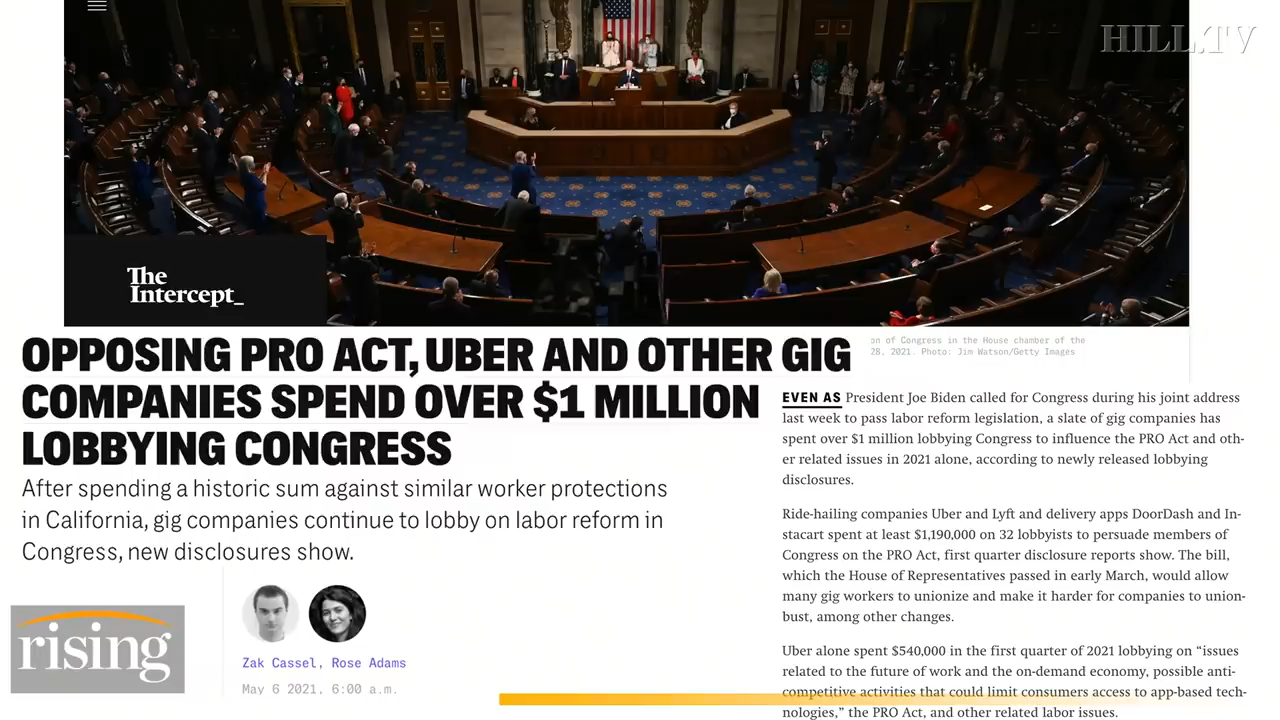 HILL.TV
The
Intercept_
OPPOSING PRO ACT, UBER AND OTHER GIG
COMPANIES SPEND OVER $1 MILLION
LOBBYING CONGRESS
After spending a historic sum against similar worker protections
in California, gig companies continue to lobby on labor reform in
Congress, new disclosures show.
Zak Cassel, Rose Adams
May 6 2021, 6:00 a.m.
rising
on of Congress in the House chamber of the
28, 2021. Photo: Jim Watson/Getty Images
EVEN AS President Joe Biden called for Congress during his joint address
last week to pass labor reform legislation, a slate of gig companies has
spent over $1 million lobbying Congress to influence the PRO Act and oth-
er related issues in 2021 alone, according to newly released lobbying
disclosures.
Ride-hailing companies Uber and Lyft and delivery apps DoorDash and In-
stacart spent at least $1,190,000 on 32 lobbyists to persuade members of
Congress on the PRO Act, first quarter disclosure reports show. The bill,
which the House of Representatives passed in early March, would allow
many gig workers to unionize and make it harder for companies to union-
bust, among other changes.
Uber alone spent $540,000 in the first quarter of 2021 lobbying on “issues
related to the future of work and the on-demand economy, possible anti-
competitive activities that could limit consumers access to app-based tech-
nologies,” the PRO Act, and other related labor issues.